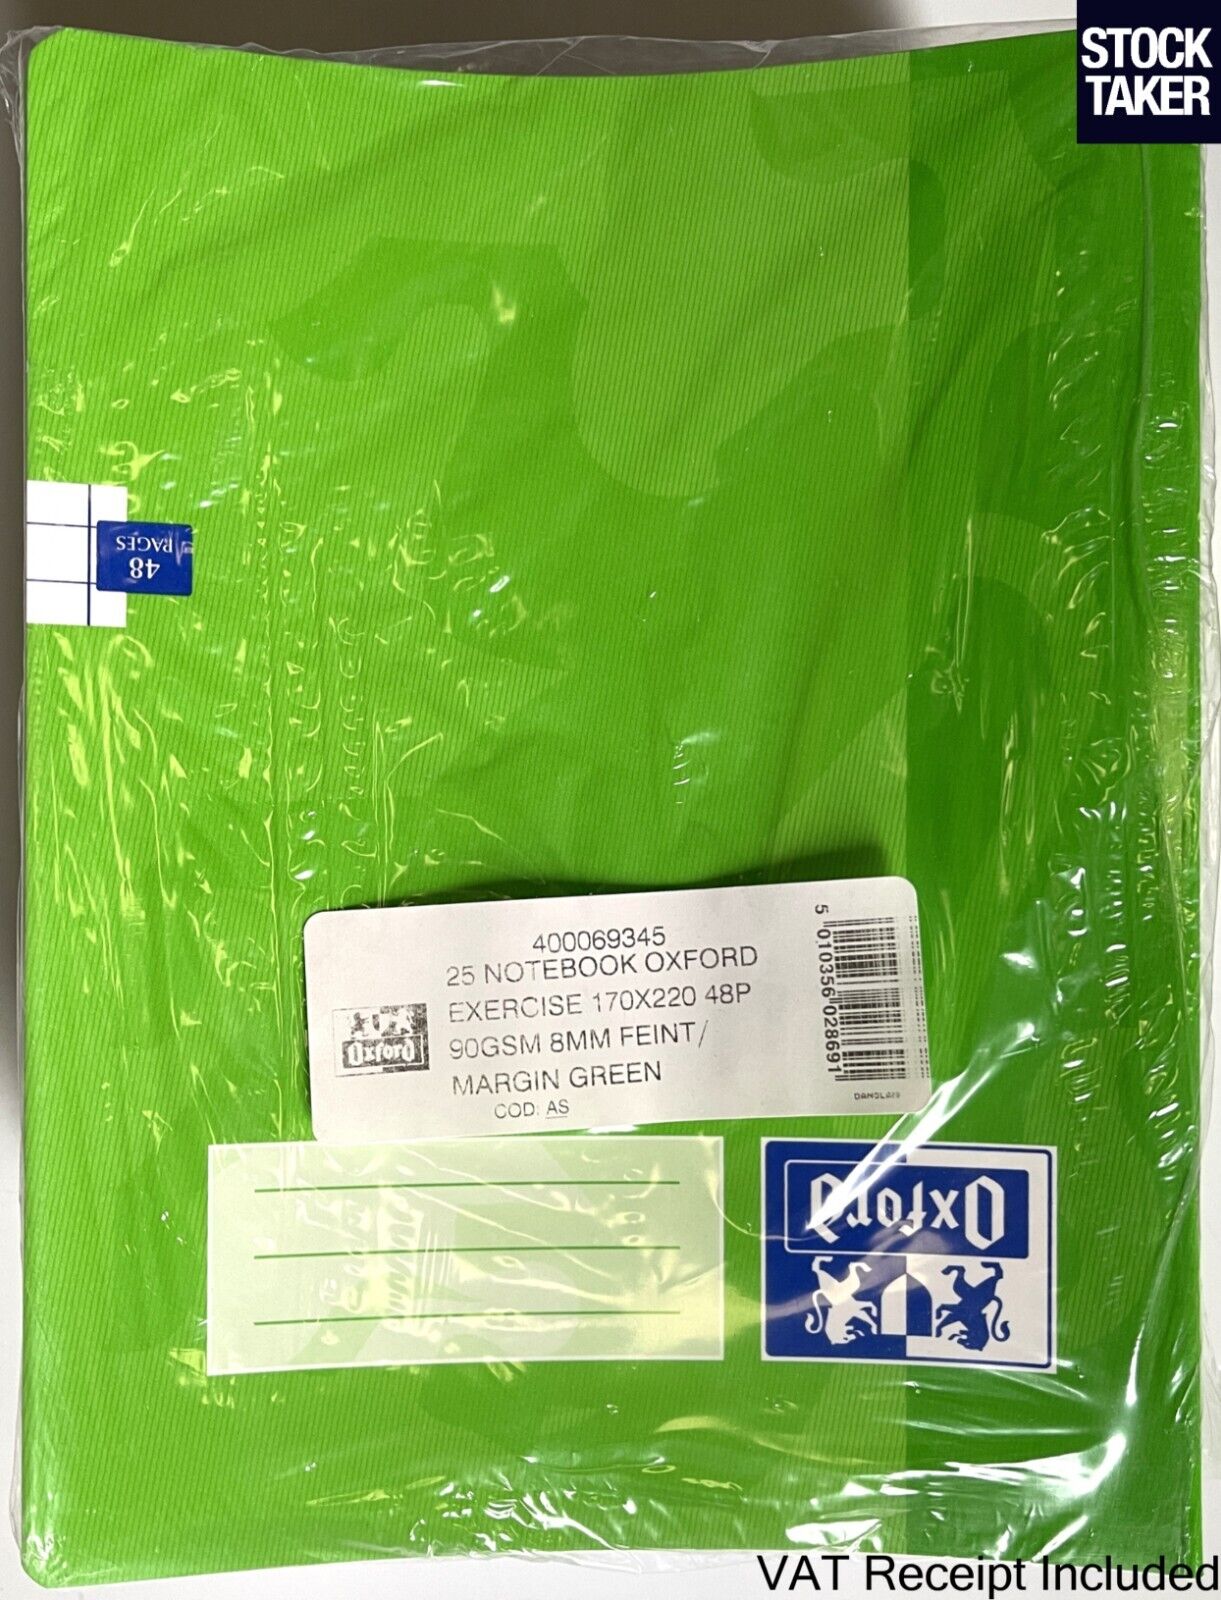 STOCK
TAKER
48
PAGES
400069345
25 NOTEBOOK OXFORD
EXERCISE 170X220 48P
90GSM 8MM FEINT/
MARGIN GREEN
COD: AS
Oxford
5 010356 028691
Oxford
VAT Receipt Included